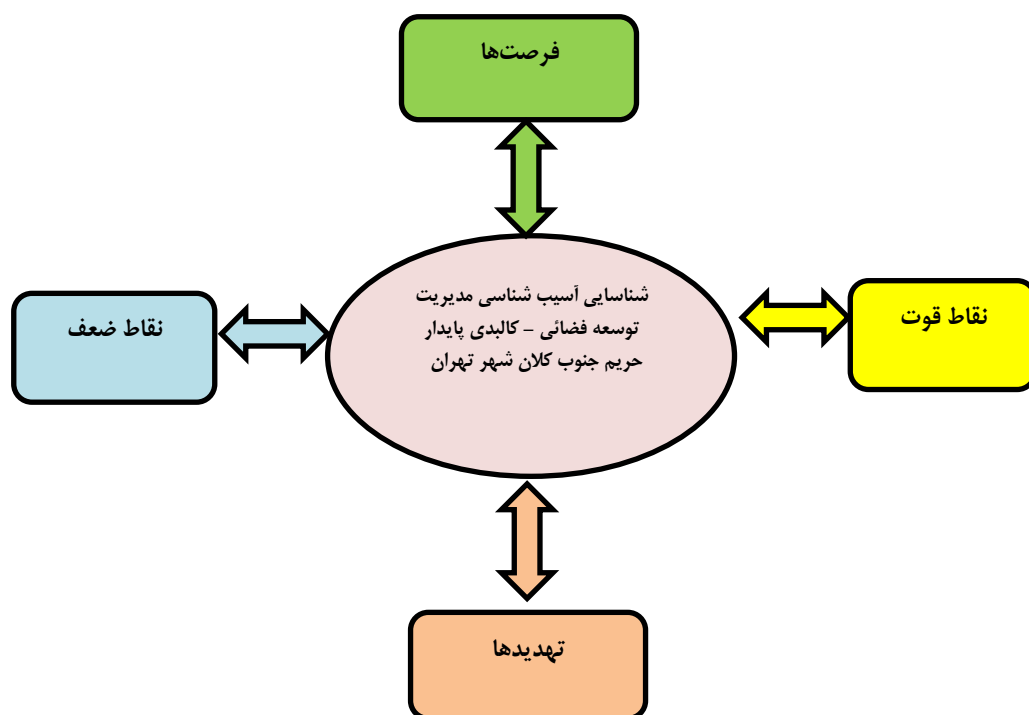 فرصت‌ها
شناسایی آسیب شناسی مدیریت
توسعه فضائی – کالبدی پایدار
حریم جنوب کلان شهر تهران
نقاط قوت
نقاط ضعف
تهدیدها